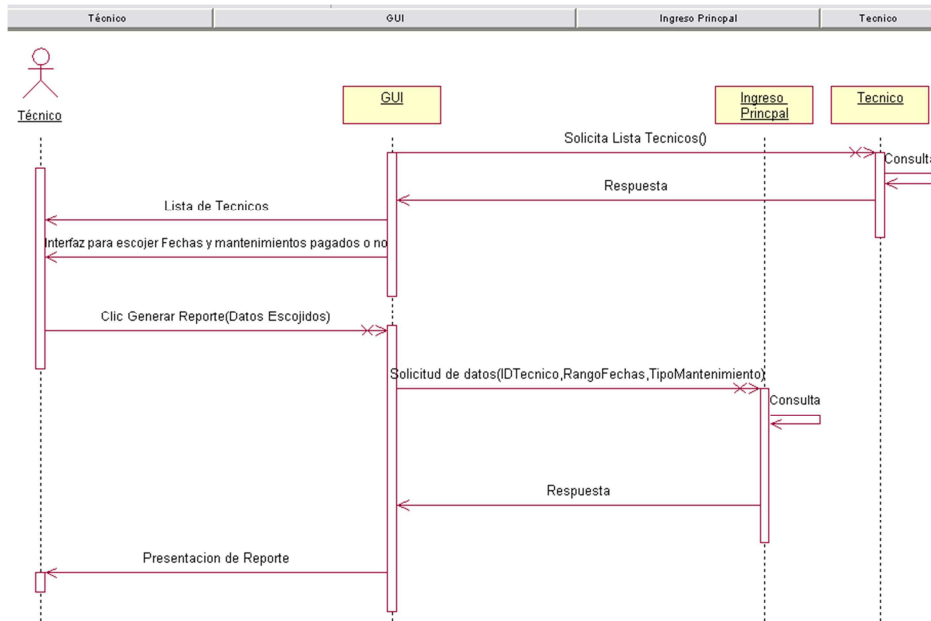 Técnico GUI Ingreso Princpal Tecnico
Técnico
GUI
Ingreso
Princpal
Tecnico
Solicita Lista Tecnicos()
Consulta
Respuesta
Lista de Tecnicos
Interfaz para escojer Fechas y mantenimientos pagados o no
Clic Generar Reporte(Datos Escojidos)
Solicitud de datos(IDTecnico,RangoFechas,TipoMantenimiento)
Consulta
Respuesta
Presentacion de Reporte